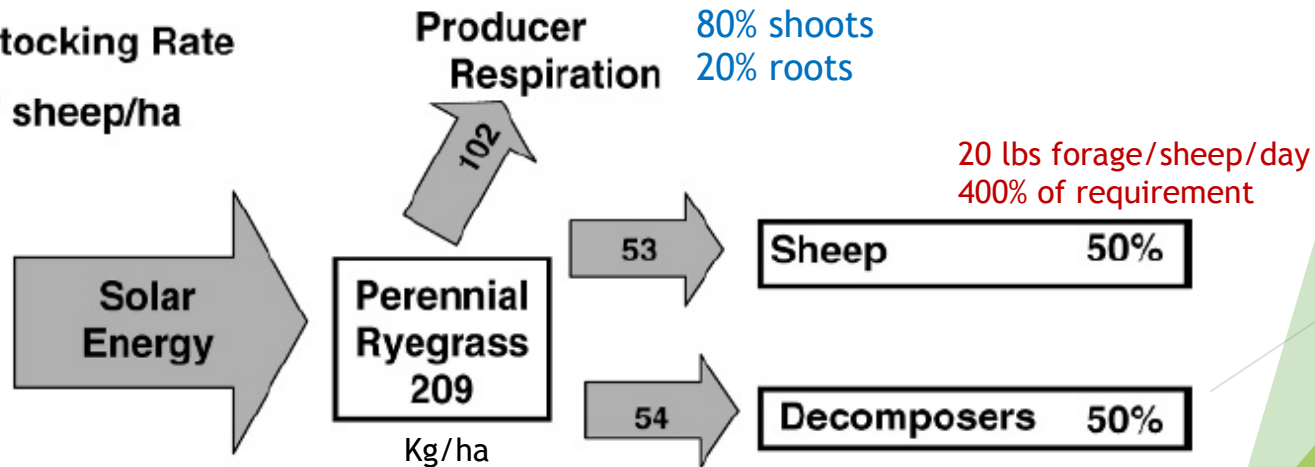 tocking Rate
sheep/ha
Producer
Respiration
80% shoots
20% roots
102
20 lbs forage/sheep/day
400% of requirement
Solar
Energy
Perennial
Ryegrass
209
Kg/ha
53
Sheep 50%
54
Decomposers 50%